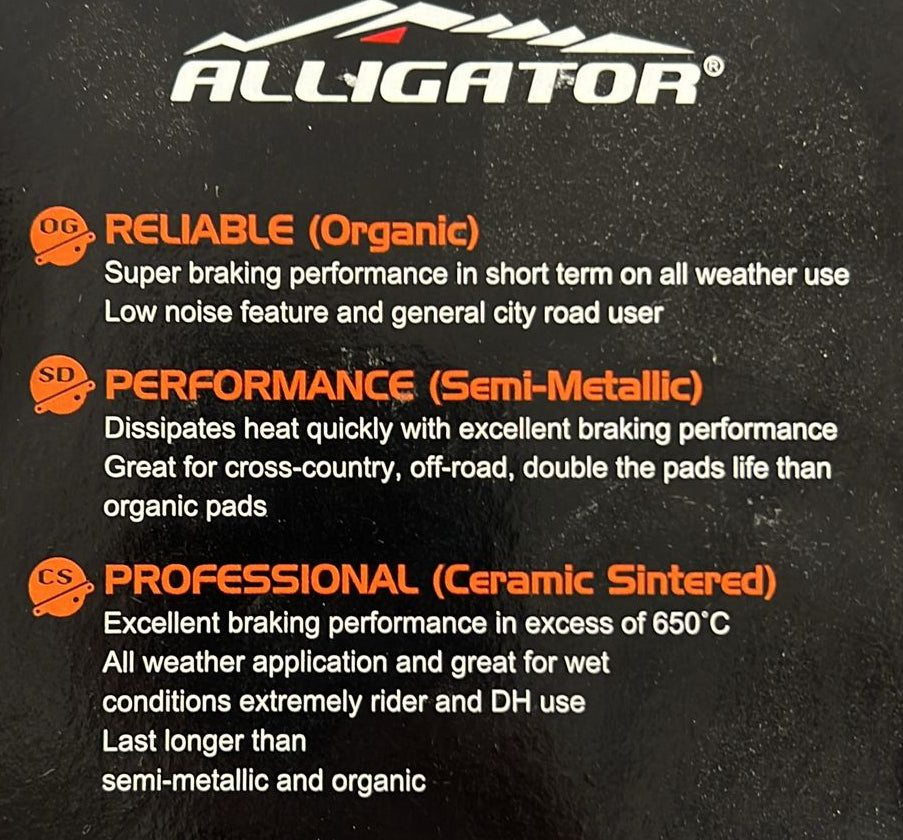 ALLIGATOR®
OG RELIABLE (Organic)
Super braking performance in short term on all weather use
Low noise feature and general city road user
SD PERFORMANCE (Semi-Metallic)
Dissipates heat quickly with excellent braking performance
Great for cross-country, off-road, double the pads life than
organic pads
CS PROFESSIONAL (Ceramic Sintered)
Excellent braking performance in excess of 650°C
All weather application and great for wet
conditions extremely rider and DH use
Last longer than
semi-metallic and organic